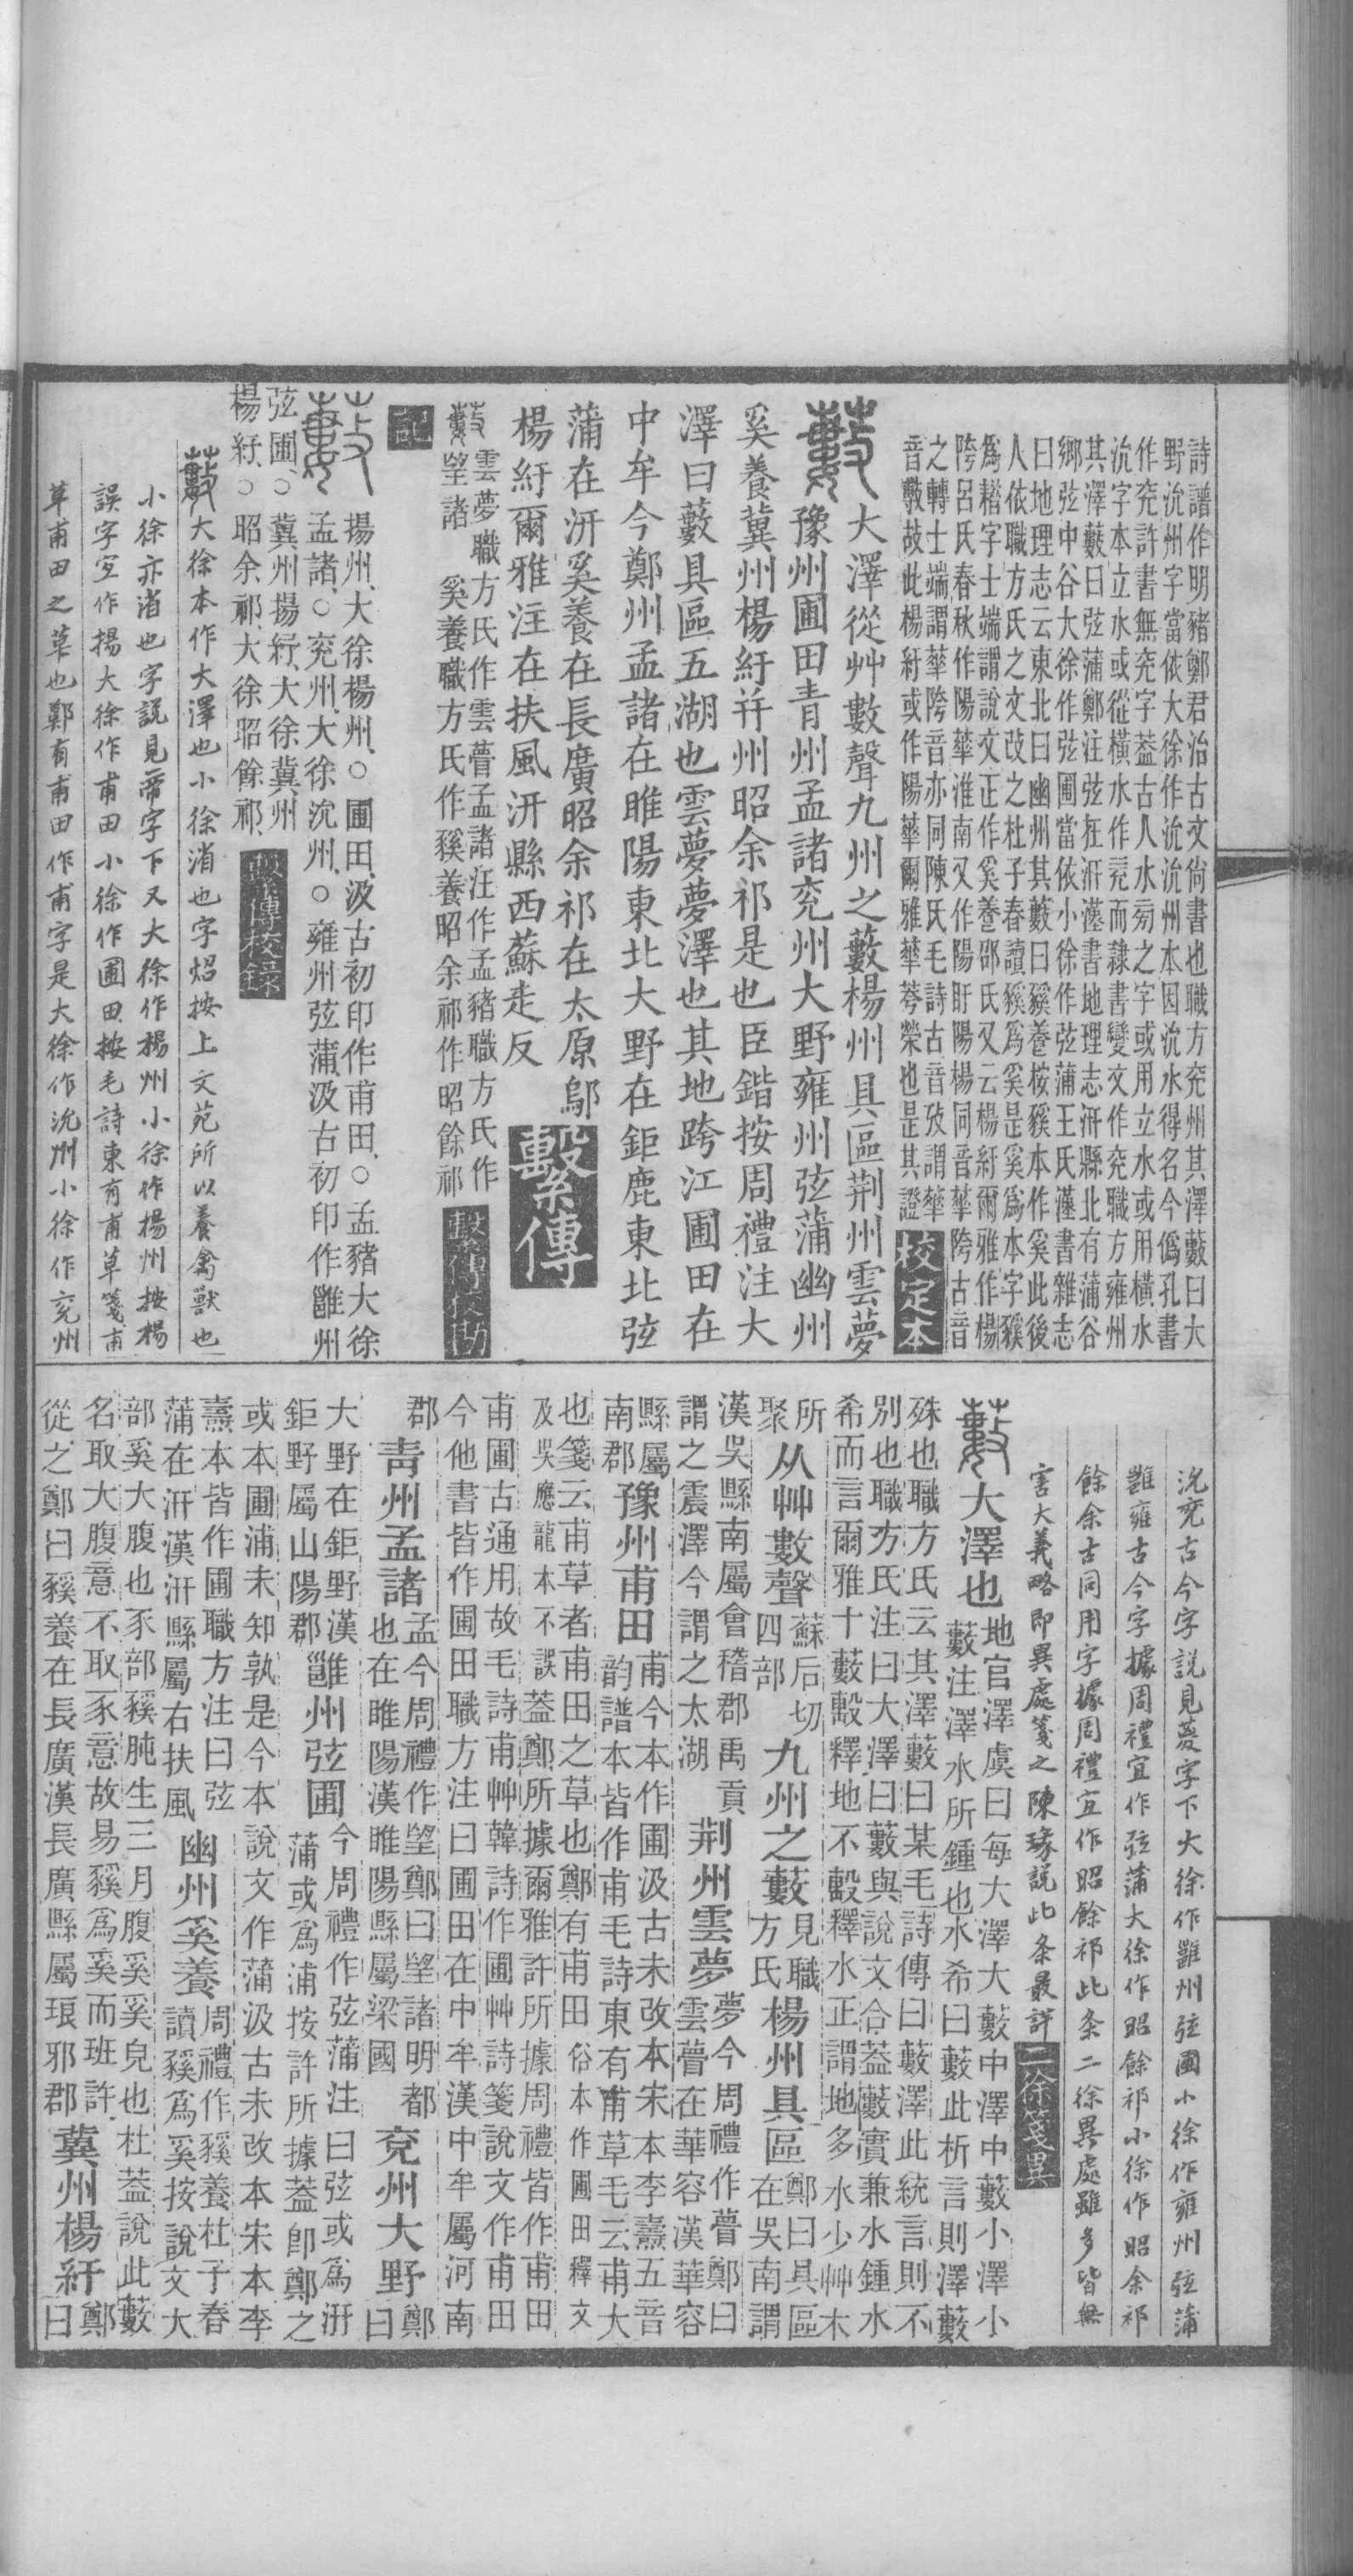 詩譜作明豬鄭君治古文尙書也職方兖州其澤藪曰大
野沇州字當依大徐作沇沇州本因沇水得名今僞孔書
作兖許書無兖字葢古人水旁之字或用立水或用橫水
沇字本立水或從橫水作兖而隷書變文作兖職方雍州
其澤藪曰弦蒲鄭注弦在汧漢書地理志汧縣北有蒲谷
鄉弦中谷大徐作弦圃當依小徐作弦蒲王氏漢書雜志
曰地理志云東北曰幽州其藪曰豯養桉豯本作奚此後
人依職方氏之文改之杜子春讀豯爲奚是奚爲本字豯
爲䅥字士端謂說文正作奚養邵氏又云楊紆爾雅作楊
陓呂氏春秋作陽華淮南又作陽盱陽楊同音華陓古音
之轉士端謂華陓音亦同陳氏毛詩古音攷謂華
音敷故此楊紆或作陽華爾雅華荂榮也是其證 校定本
藪 大澤從艸數聲九州之藪楊州具區荆州雲夢
豫州圃田青州孟諸兖州大野雍州弦蒲幽州
奚養冀州楊紆幷州昭余祁是也臣鍇按周禮注大
澤曰藪具區五湖也雲夢夢澤也其地跨江圃田在
中牟今鄭州孟諸在睢陽東北大野在鉅鹿東北弦
蒲在汧奚養在長廣昭余祁在太原鄔
楊紆爾雅注在扶風汧縣西蘇走反 繫傳
藪 雲夢職方氏作雲瞢孟諸汪作孟豬職方氏作
望諸 奚養職方氏作豯養昭余祁作昭餘祁 繫傳校勘
記
藪 揚州、大徐楊州、○圃田、汲古初印作甫田、○孟豬大徐
孟諸、○兖州、大徐沇州、○雍州弦蒲汲古初印作雝州
弦圃、○冀州揚紆、大徐冀州
楊紆、○昭余祁、大徐昭餘祁、 繫傳校錄
藪 大徐本作大澤也小徐消也字炤按上文苑所以養禽獸也
小徐亦消也字說見帝字下又大徐作楊州小徐作揚州按楊
誤字宜作揚大徐作甫田小徐作圃田按毛詩東有甫草箋甫
草甫田之草也鄭有甫田作甫字是大徐作沇州小徐作兖州
沇兖古今字說見菱字下大徐作雝州弦圃小徐作雍州弦蒲
雝雍古今字據周禮宜作弦蒲大徐作昭餘祁小徐作昭余祁
餘余古同用字據周禮宜作昭餘祁此条二徐異處雖多皆無
害大義略即異處箋之陳瑑說此条最詳 二徐箋異
藪 大澤也 地官澤虞曰每大澤大藪中澤中藪小澤小
藪注澤水所鍾也水希曰藪此析言則澤藪
殊也職方氏云其澤藪曰某毛詩傳曰藪澤此統言則不
別也職方氏注曰大澤曰藪與說文合葢藪實兼水鍾水
希而言爾雅十藪毄釋地不毄釋水正謂地多水少艸木
所
聚 从艸數聲 蘇后切
四部 九州之藪 見職
方氏 楊州具區 鄭曰具區
在吳南謂
漢吳縣南屬會稽郡禹貢
謂之震澤今謂之太湖 荆州雲夢 夢今周禮作瞢鄭曰
雲瞢在華容漢華容
縣屬
南郡 豫州甫田 甫今本作圃汲古未改本宋本李燾五音
韵譜本皆作甫毛詩東有甫草毛云甫大
也箋云甫草者甫田之草也鄭有甫田俗本作圃田釋文
及吳應龍本不誤葢鄭所據爾雅許所據周禮皆作甫田
甫圃古通用故毛詩甫艸韓詩作圃艸詩箋說文作甫田
今他書皆作圃田職方注曰圃田在中牟漢中牟屬河南
郡 靑州孟諸 孟今周禮作望鄭曰望諸明都
也在睢陽漢睢陽縣屬梁國 兖州大野 鄭
曰
大野在鉅野漢
鉅野屬山陽郡 雝州弦圃 今周禮作弦蒲注曰弦或爲汧
蒲或爲浦按許所據葢卽鄭之
或本圃浦未知孰是今本說文作蒲汲古未改本宋本李
燾本皆作圃職方注曰弦
蒲在汧漢汧縣屬右扶風 幽州奚養 周禮作豯養杜子春
讀豯爲奚按說文大
部奚大腹也豕部豯肫生三月腹奚奚皃也杜葢說此藪
名取大腹意不取豕意故易豯爲奚而班許
從之鄭曰豯養在長廣漢長廣縣屬琅邪郡 冀州楊紆 鄭
曰